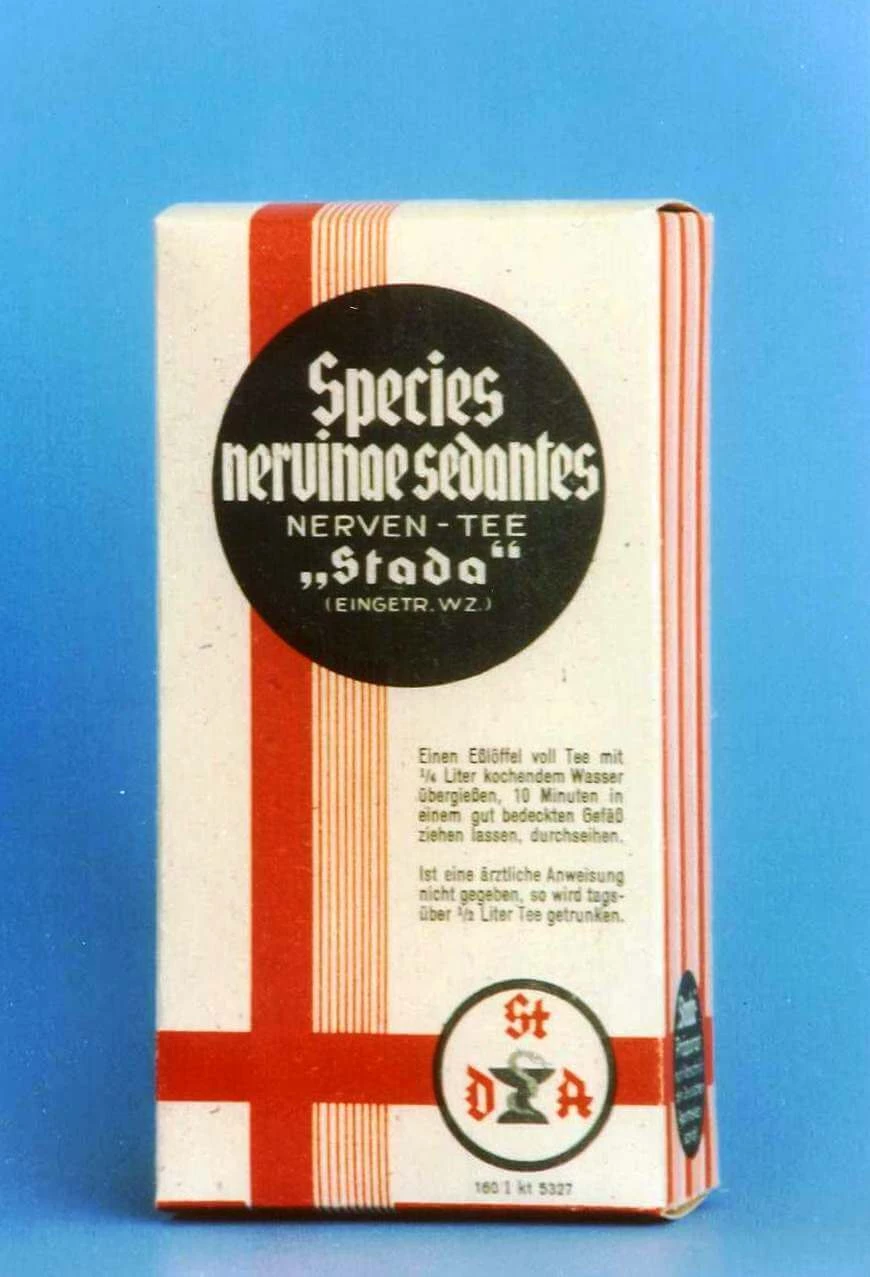 Species
nervinae sedantes
NERVEN-TEE
„Stada“
(EINGETR. WZ.)
Einen Eßlöffel voll Tee mit
¼ Liter kochendem Wasser
übergießen, 10 Minuten in
einem gut bedeckten Gefäß
ziehen lassen, durchseihen.
Ist eine ärztliche Anweisung
nicht gegeben, so wird tags-
über ½ Liter Tee getrunken.
St
D A
160 1 kt 5327
Stada